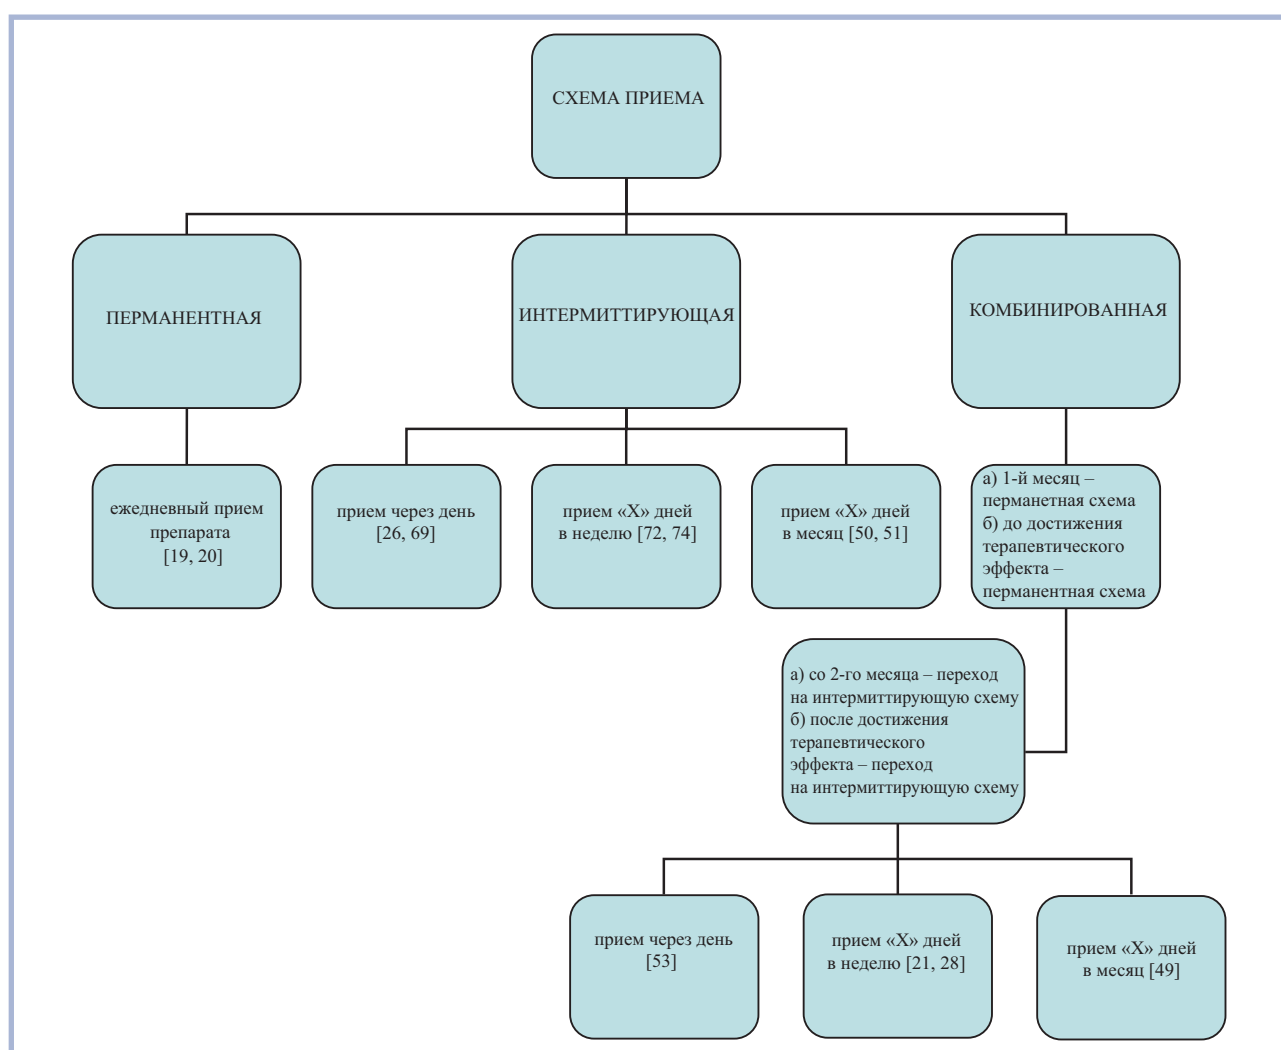 СХЕМА ПРИЕМА
ПЕРМАНЕНТНАЯ
ИНТЕРМИТТИРУЮЩАЯ
КОМБИНИРОВАННАЯ
ежедневный прием
препарата
[19, 20]
прием через день
[26, 69]
прием «X» дней
в неделю [72, 74]
прием «X» дней
в месяц [50, 51]
а) 1-й месяц –
перманетная схема
б) до достижения
терапевтического
эффекта –
перманентная схема
а) со 2-го месяца – переход
на интермиттирующую схему
б) после достижения
терапевтического
эффекта – переход
на интермиттирующую схему
прием через день
[53]
прием «X» дней
в неделю [21, 28]
прием «X» дней
в месяц [49]